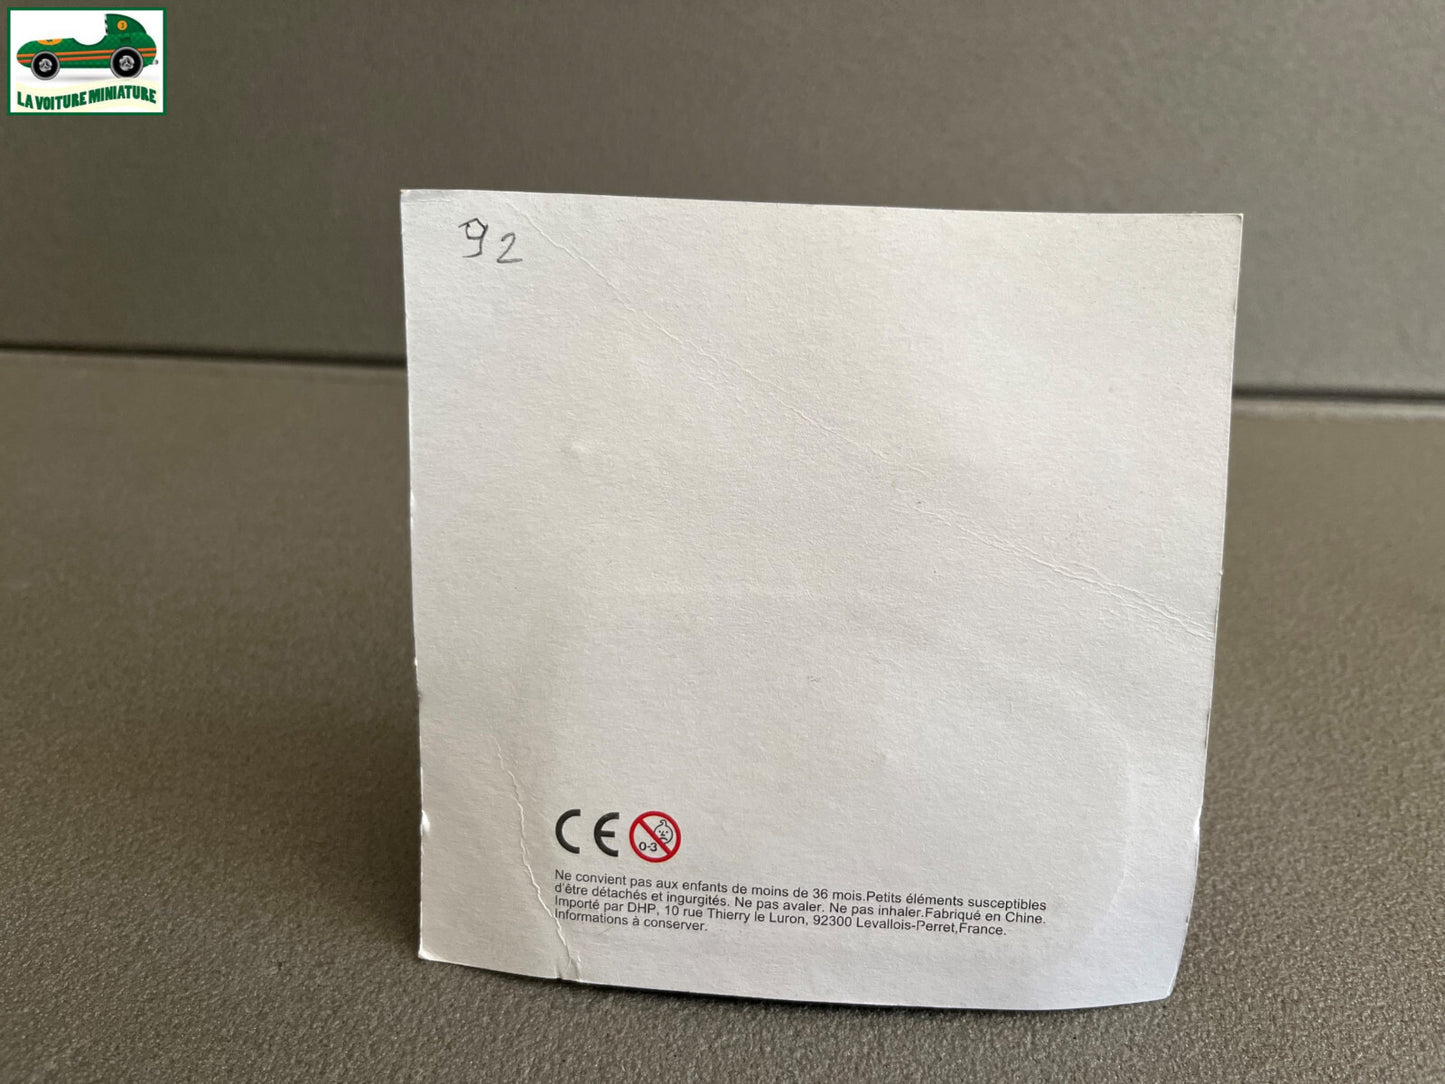 3
LA VOITURE MINIATURE
92
CE
0-3
Ne convient pas aux enfants de moins de 36 mois.Petits éléments susceptibles
d'être détachés et ingurgités. Ne pas avaler. Ne pas inhaler.Fabriqué en Chine.
Importé par DHP, 10 rue Thierry le Luron, 92300 Levallois-Perret,France.
Informations à conserver.